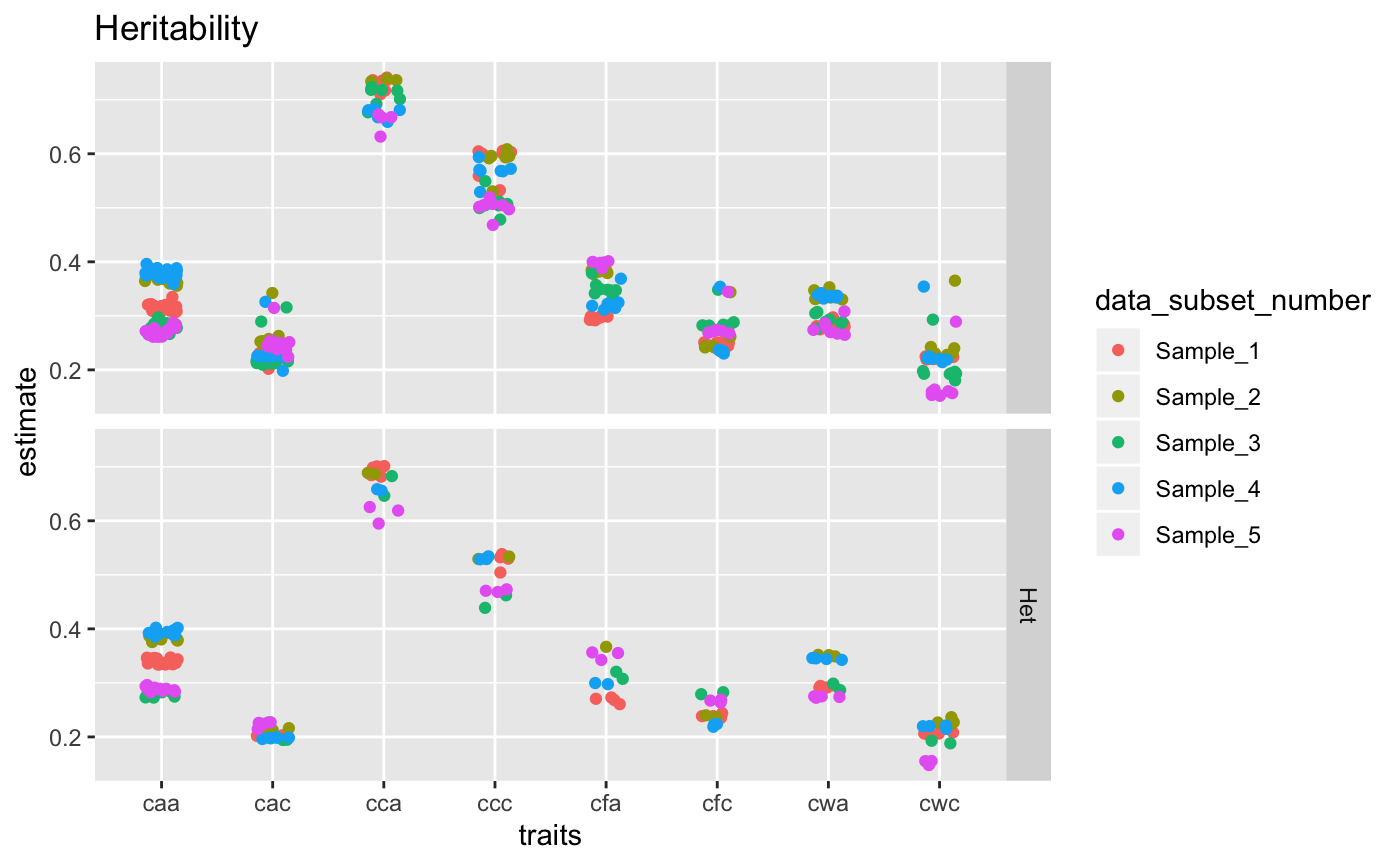 Heritability
estimate
0.6
0.4
0.2
0.6
0.4
0.2
Het
caa cac cca ccc cfa cfc cwa cwc
traits
data_subset_number
Sample_1
Sample_2
Sample_3
Sample_4
Sample_5